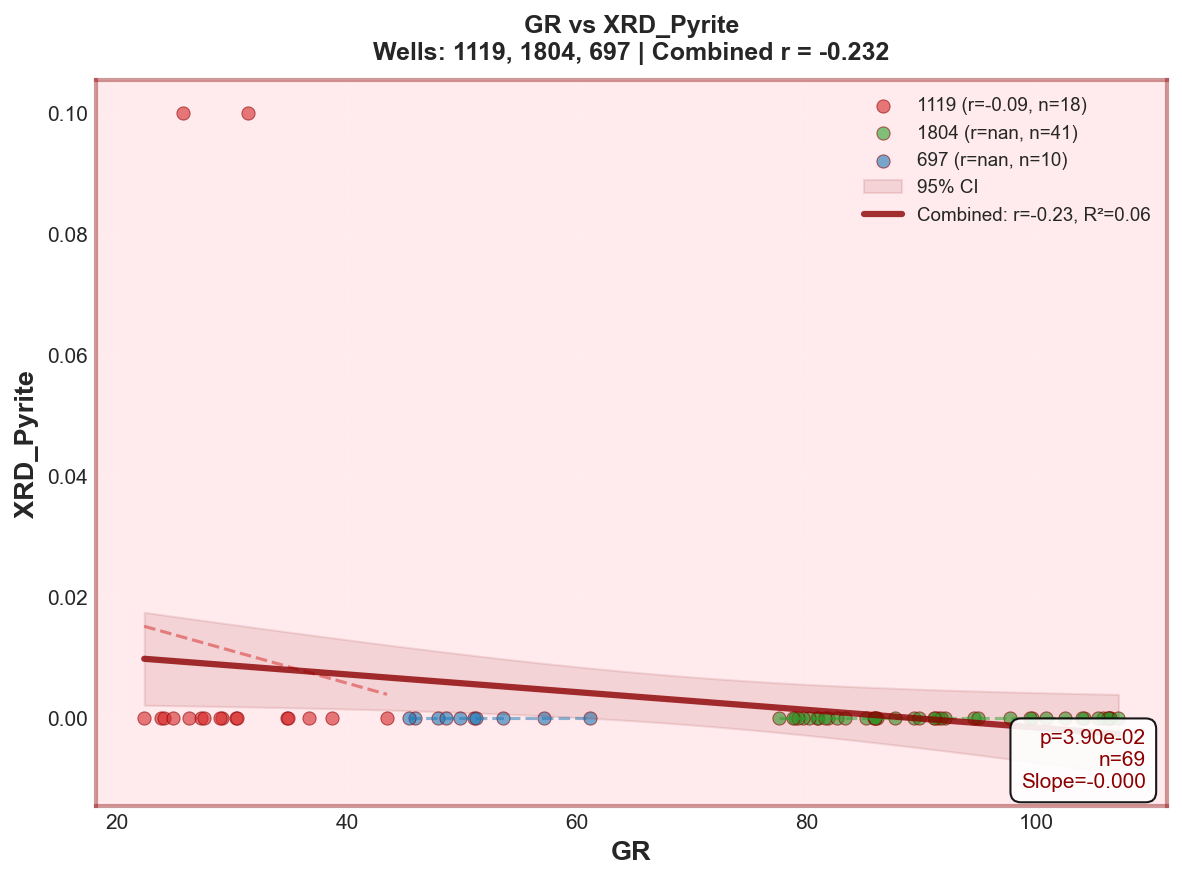 GR vs XRD_Pyrite
Wells: 1119, 1804, 697 | Combined r = -0.232
1119 (r=-0.09, n=18)
1804 (r=nan, n=41)
697 (r=nan, n=10)
95% CI
Combined: r=-0.23, R²=0.06
XRD_Pyrite
0.10
0.08
0.06
0.04
0.02
0.00
p=3.90e-02
n=69
Slope=-0.000
20 40 60 80 100
GR